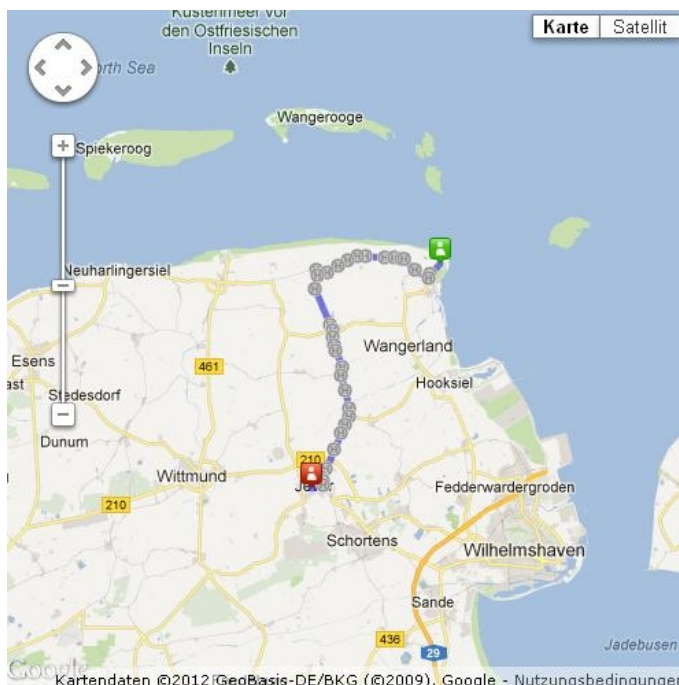 Küstenmeer vor
den Ostfriesischen
Inseln
Karte
Satellit
North Sea
Wangerooge
Spiekeroog
Neuharlingersiel
Wangerland
Esens
461
Hooksiel
Stedesdorf
Dunum
210
Wittmund
Jever
210
Fedderwardergroden
Schortens
Wilhelmshaven
Sande
436
29
Jadebusen
Google
Kartendaten ©2012 GeoBasis-DE/BKG (©2009), Google - Nutzungsbedingungen